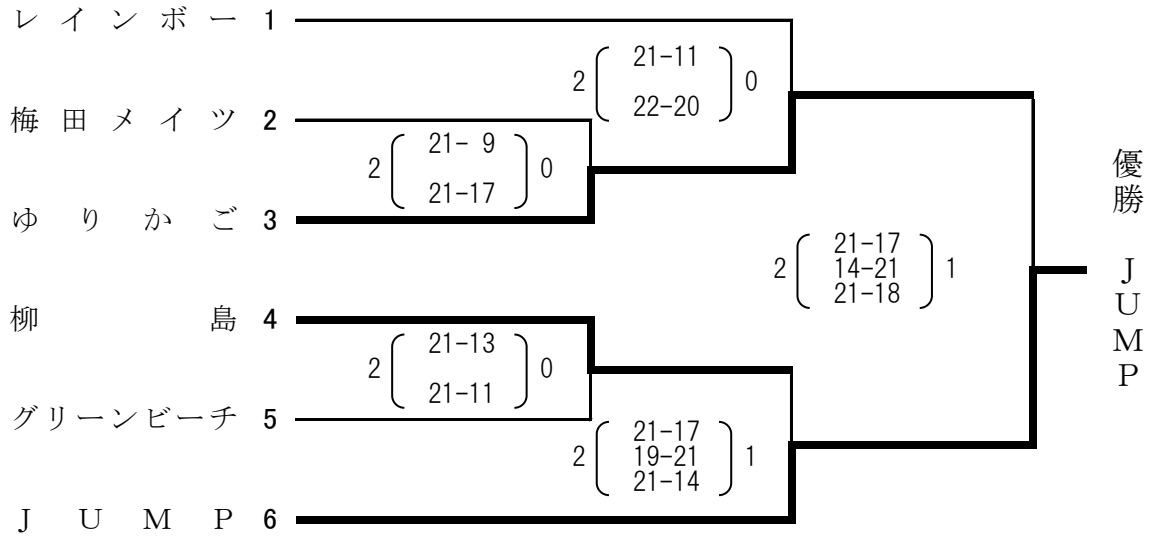 レインボー 1
2 21-11 0
22-20
梅田メイツ 2
2 21- 9 0
21-17
ゆりかご 3
優勝 JUMP
21-17
2 14-21 1
21-18
柳島 4
2 21-13 0
21-11
グリーンビーチ 5
21-17
2 19-21 1
21-14
JUMP 6